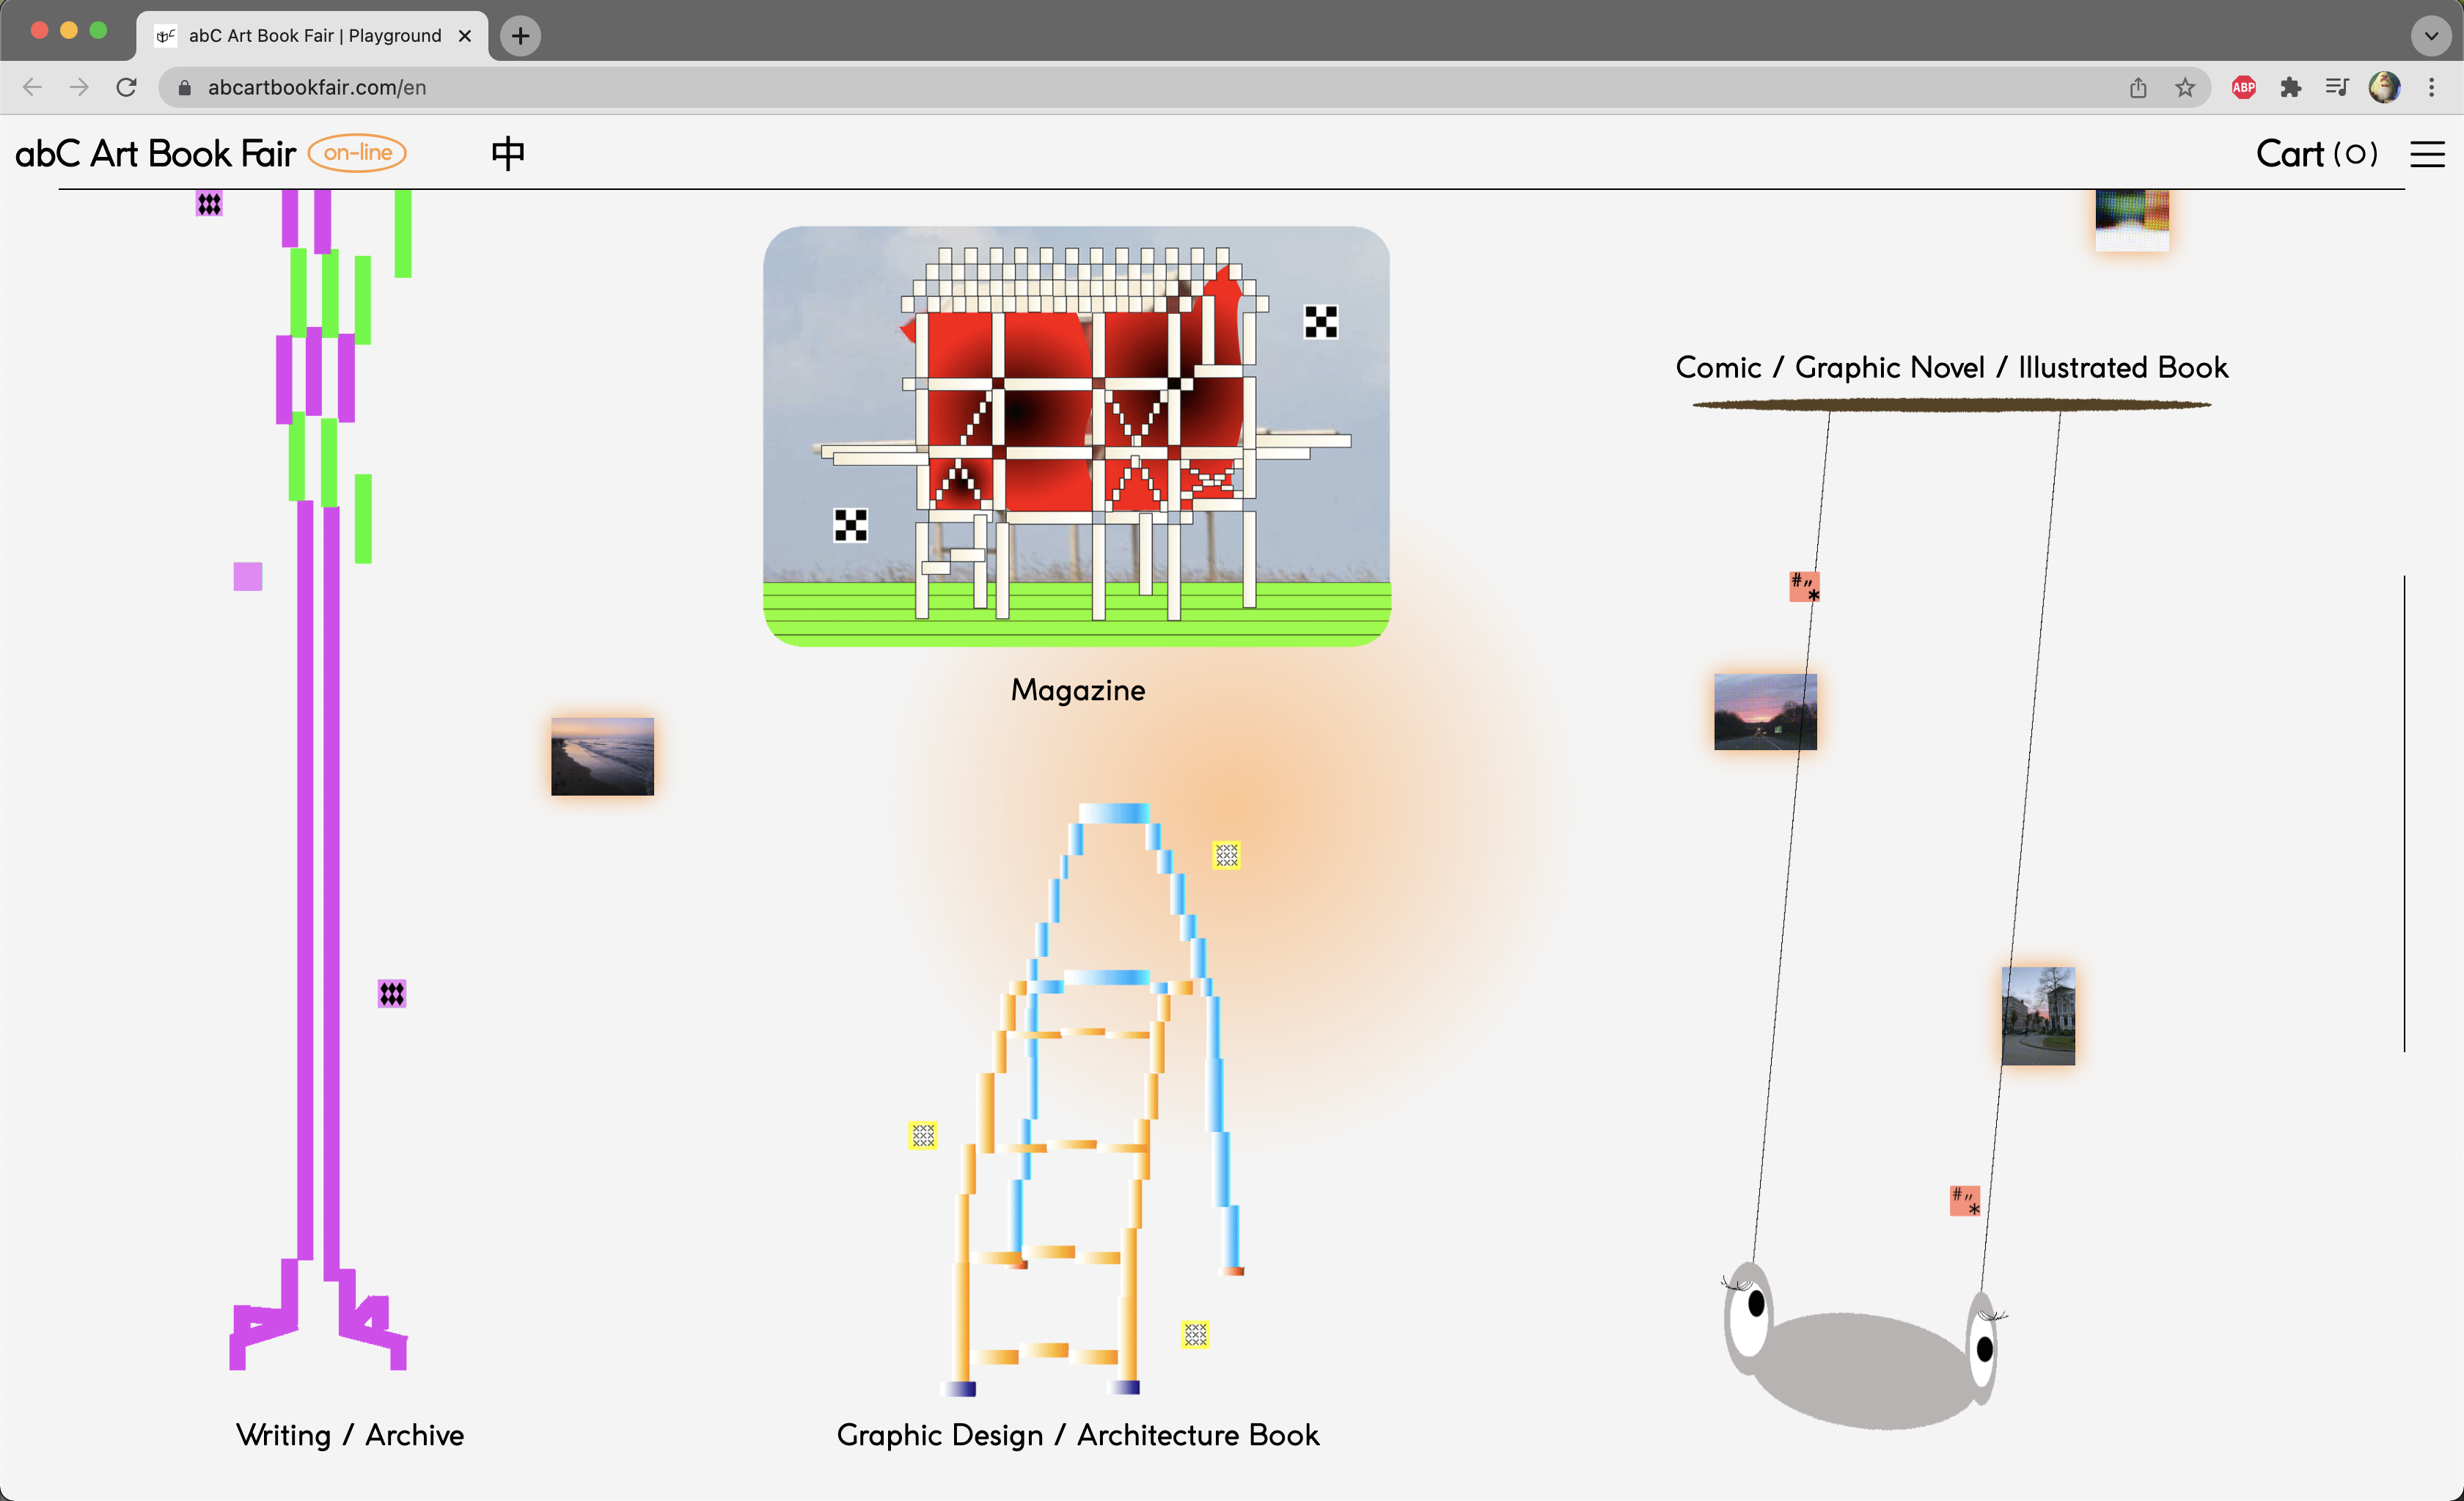 abC Art Book Fair | Playground
abcartbookfair.com/en
ABP
abC Art Book Fair on-line 中 Cart (0)
Comic / Graphic Novel / Illustrated Book
#〃
*
Magazine
#〃
*
Writing / Archive
Graphic Design / Architecture Book